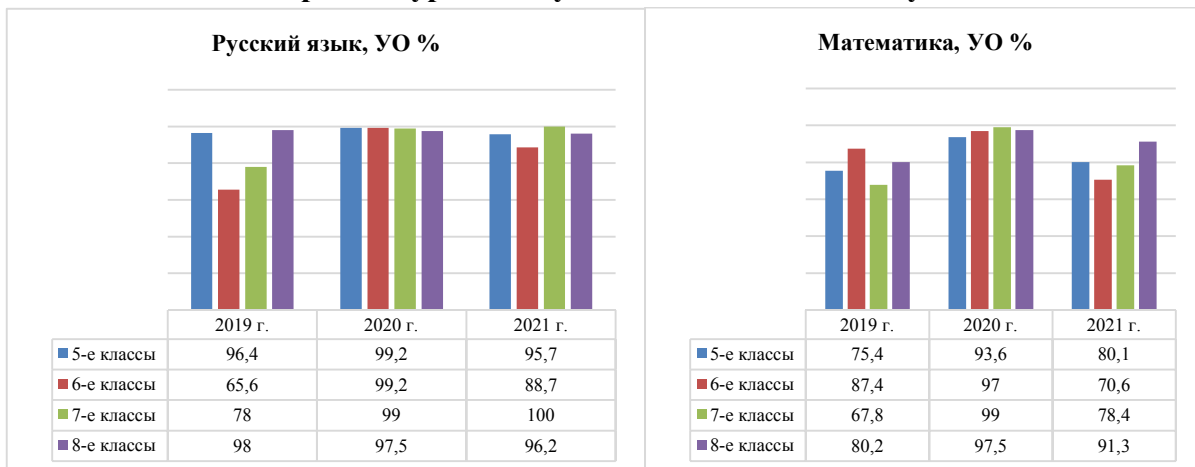 Русский язык, УО %
2019 г. 2020 г. 2021 г.
5-е классы 96,4 99,2 95,7
6-е классы 65,6 99,2 88,7
7-е классы 78 99 100
8-е классы 98 97,5 96,2
Математика, УО %
2019 г. 2020 г. 2021 г.
5-е классы 75,4 93,6 80,1
6-е классы 87,4 97 70,6
7-е классы 67,8 99 78,4
8-е классы 80,2 97,5 91,3